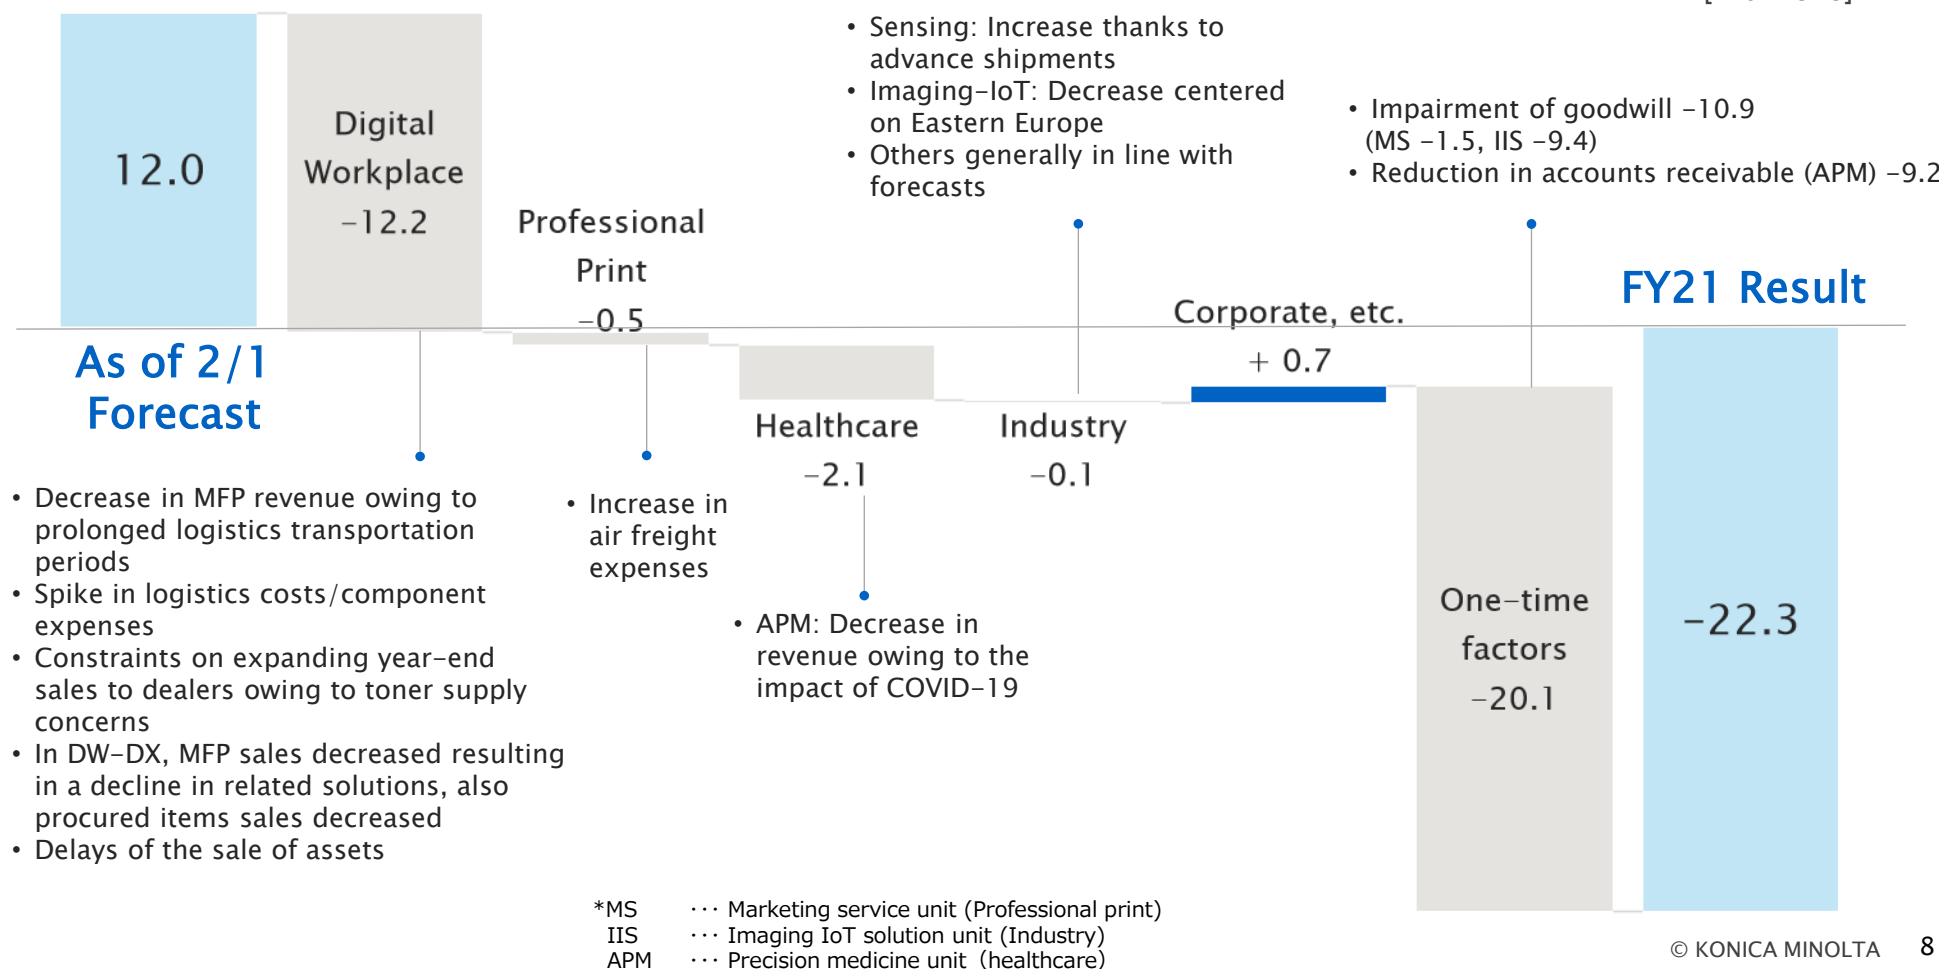 12.0
As of 2/1
Forecast
Digital
Workplace
-12.2
• Decrease in MFP revenue owing to
prolonged logistics transportation
periods
• Spike in logistics costs/component
expenses
• Constraints on expanding year-end
sales to dealers owing to toner supply
concerns
• In DW-DX, MFP sales decreased resulting
in a decline in related solutions, also
procured items sales decreased
• Delays of the sale of assets
Professional
Print
-0.5
• Increase in
air freight
expenses
Healthcare
-2.1
• APM: Decrease in
revenue owing to the
impact of COVID-19
• Sensing: Increase thanks to
advance shipments
• Imaging-IoT: Decrease centered
on Eastern Europe
• Others generally in line with
forecasts
Industry
-0.1
Corporate, etc.
+ 0.7
• Impairment of goodwill -10.9
(MS -1.5, IIS -9.4)
• Reduction in accounts receivable (APM) -9.2
One-time
factors
-20.1
FY21 Result
-22.3
*MS ··· Marketing service unit (Professional print)
IIS ··· Imaging IoT solution unit (Industry)
APM ··· Precision medicine unit (healthcare)
© KONICA MINOLTA 8